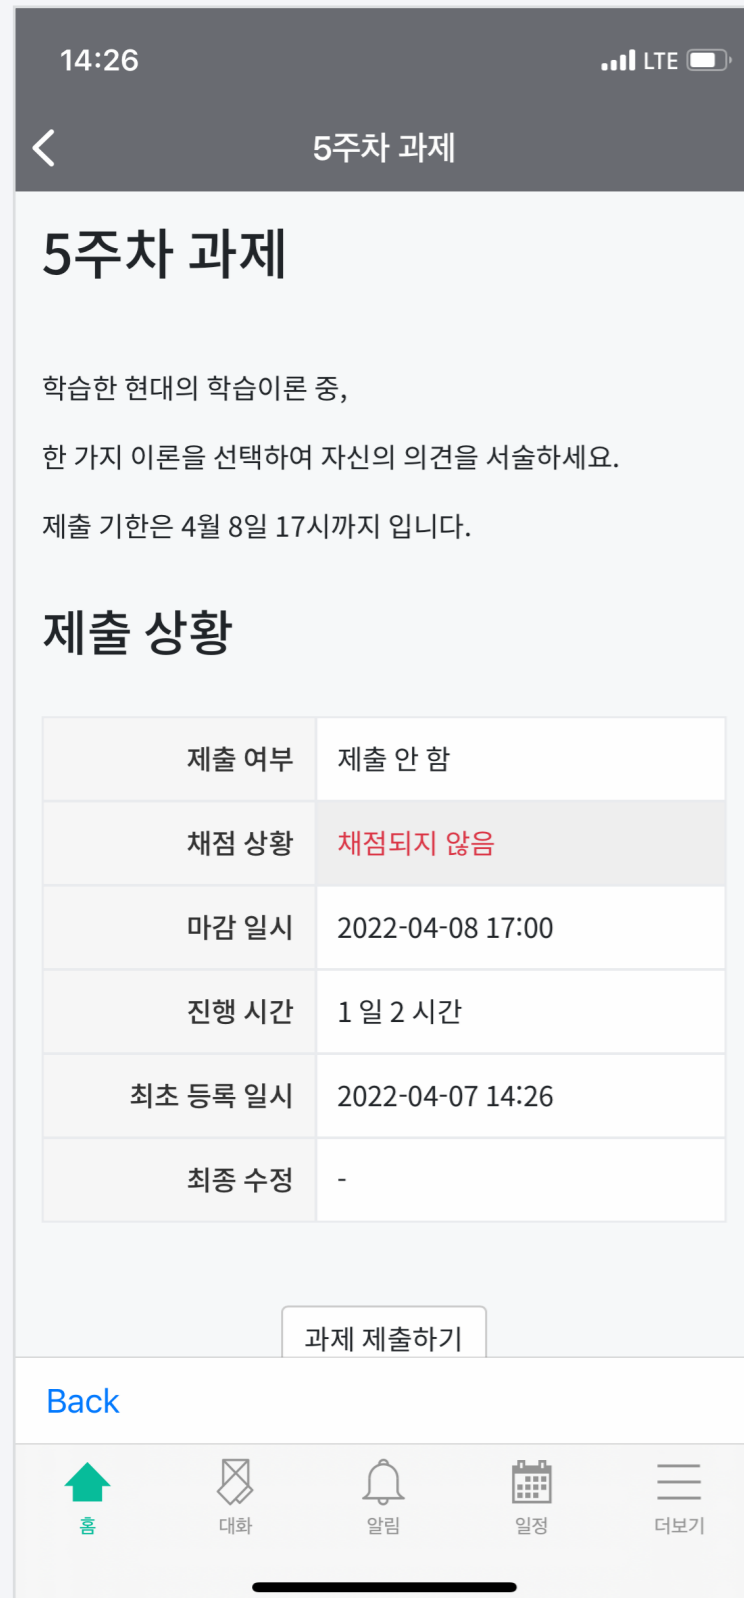 14:26
LTE
5주차 과제
5주차 과제
학습한 현대의 학습이론 중,
한 가지 이론을 선택하여 자신의 의견을 서술하세요.
제출 기한은 4월 8일 17시까지 입니다.
제출 상황
제출 여부 제출 안 함
채점 상황 채점되지 않음
마감 일시 2022-04-08 17:00
진행 시간 1 일 2 시간
최초 등록 일시 2022-04-07 14:26
최종 수정 -
과제 제출하기
Back
홈 대화 알림 일정 더보기